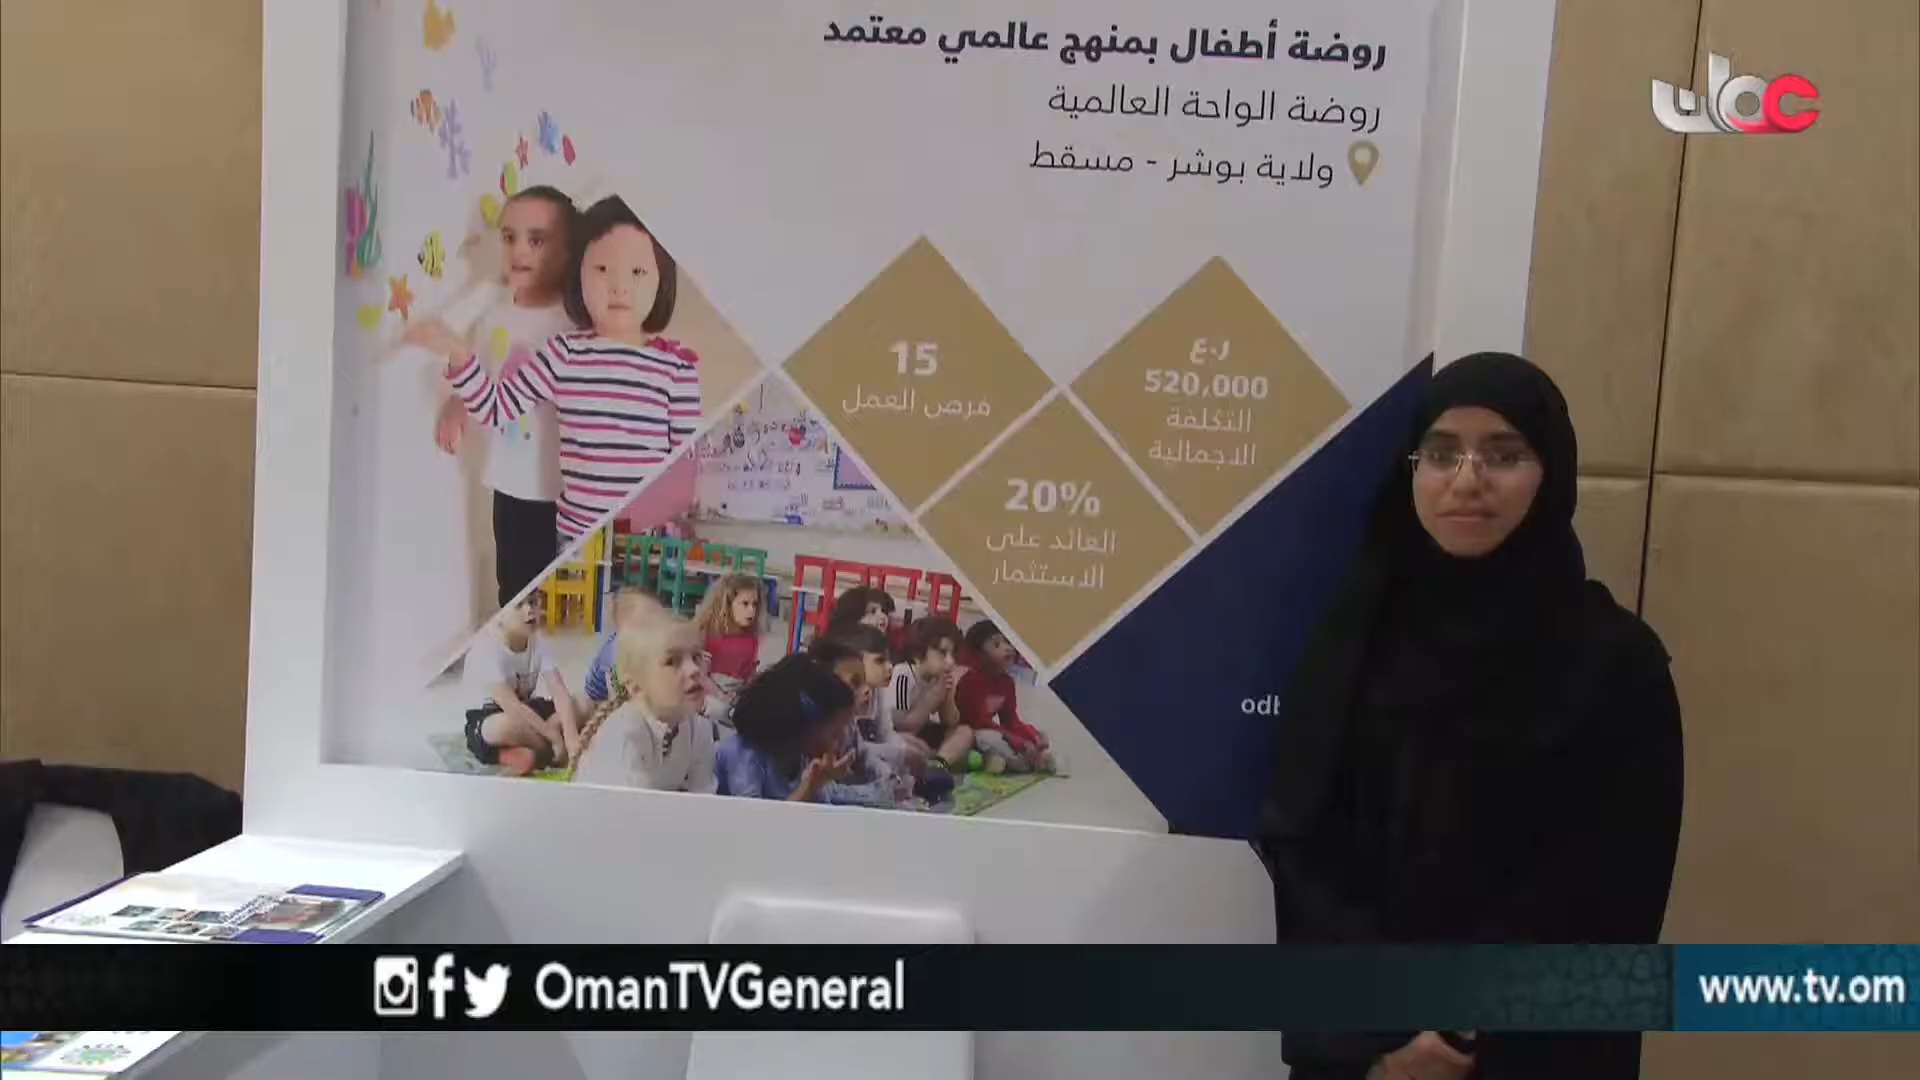 روضة أطفال بمنهج عالمي معتمد
روضة الواحة العالمية
ولاية بوشر - مسقط
عمان
15
فرص العمل
ر.ع
520,000
التكلفة
الاجمالية
20%
العائد على
الاستثمار
OmanTVGeneral
www.tv.om